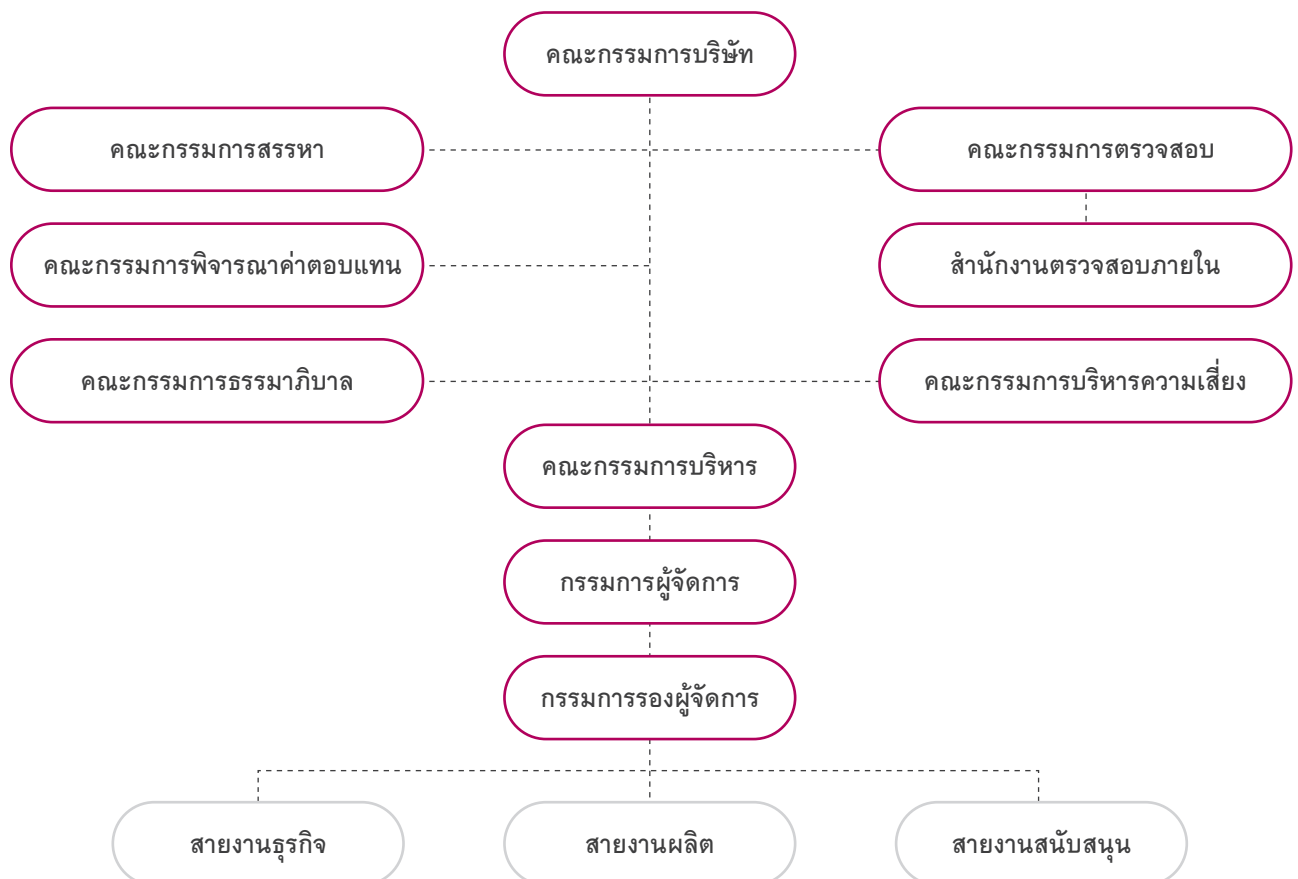 คณะกรรมการบริษัท
คณะกรรมการสรรหา
คณะกรรมการตรวจสอบ
คณะกรรมการพิจารณาค่าตอบแทน
สำนักงานตรวจสอบภายใน
คณะกรรมการธรรมาภิบาล
คณะกรรมการบริหารความเสี่ยง
คณะกรรมการบริหาร
กรรมการผู้จัดการ
กรรมการรองผู้จัดการ
สายงานธุรกิจ
สายงานผลิต
สายงานสนับสนุน